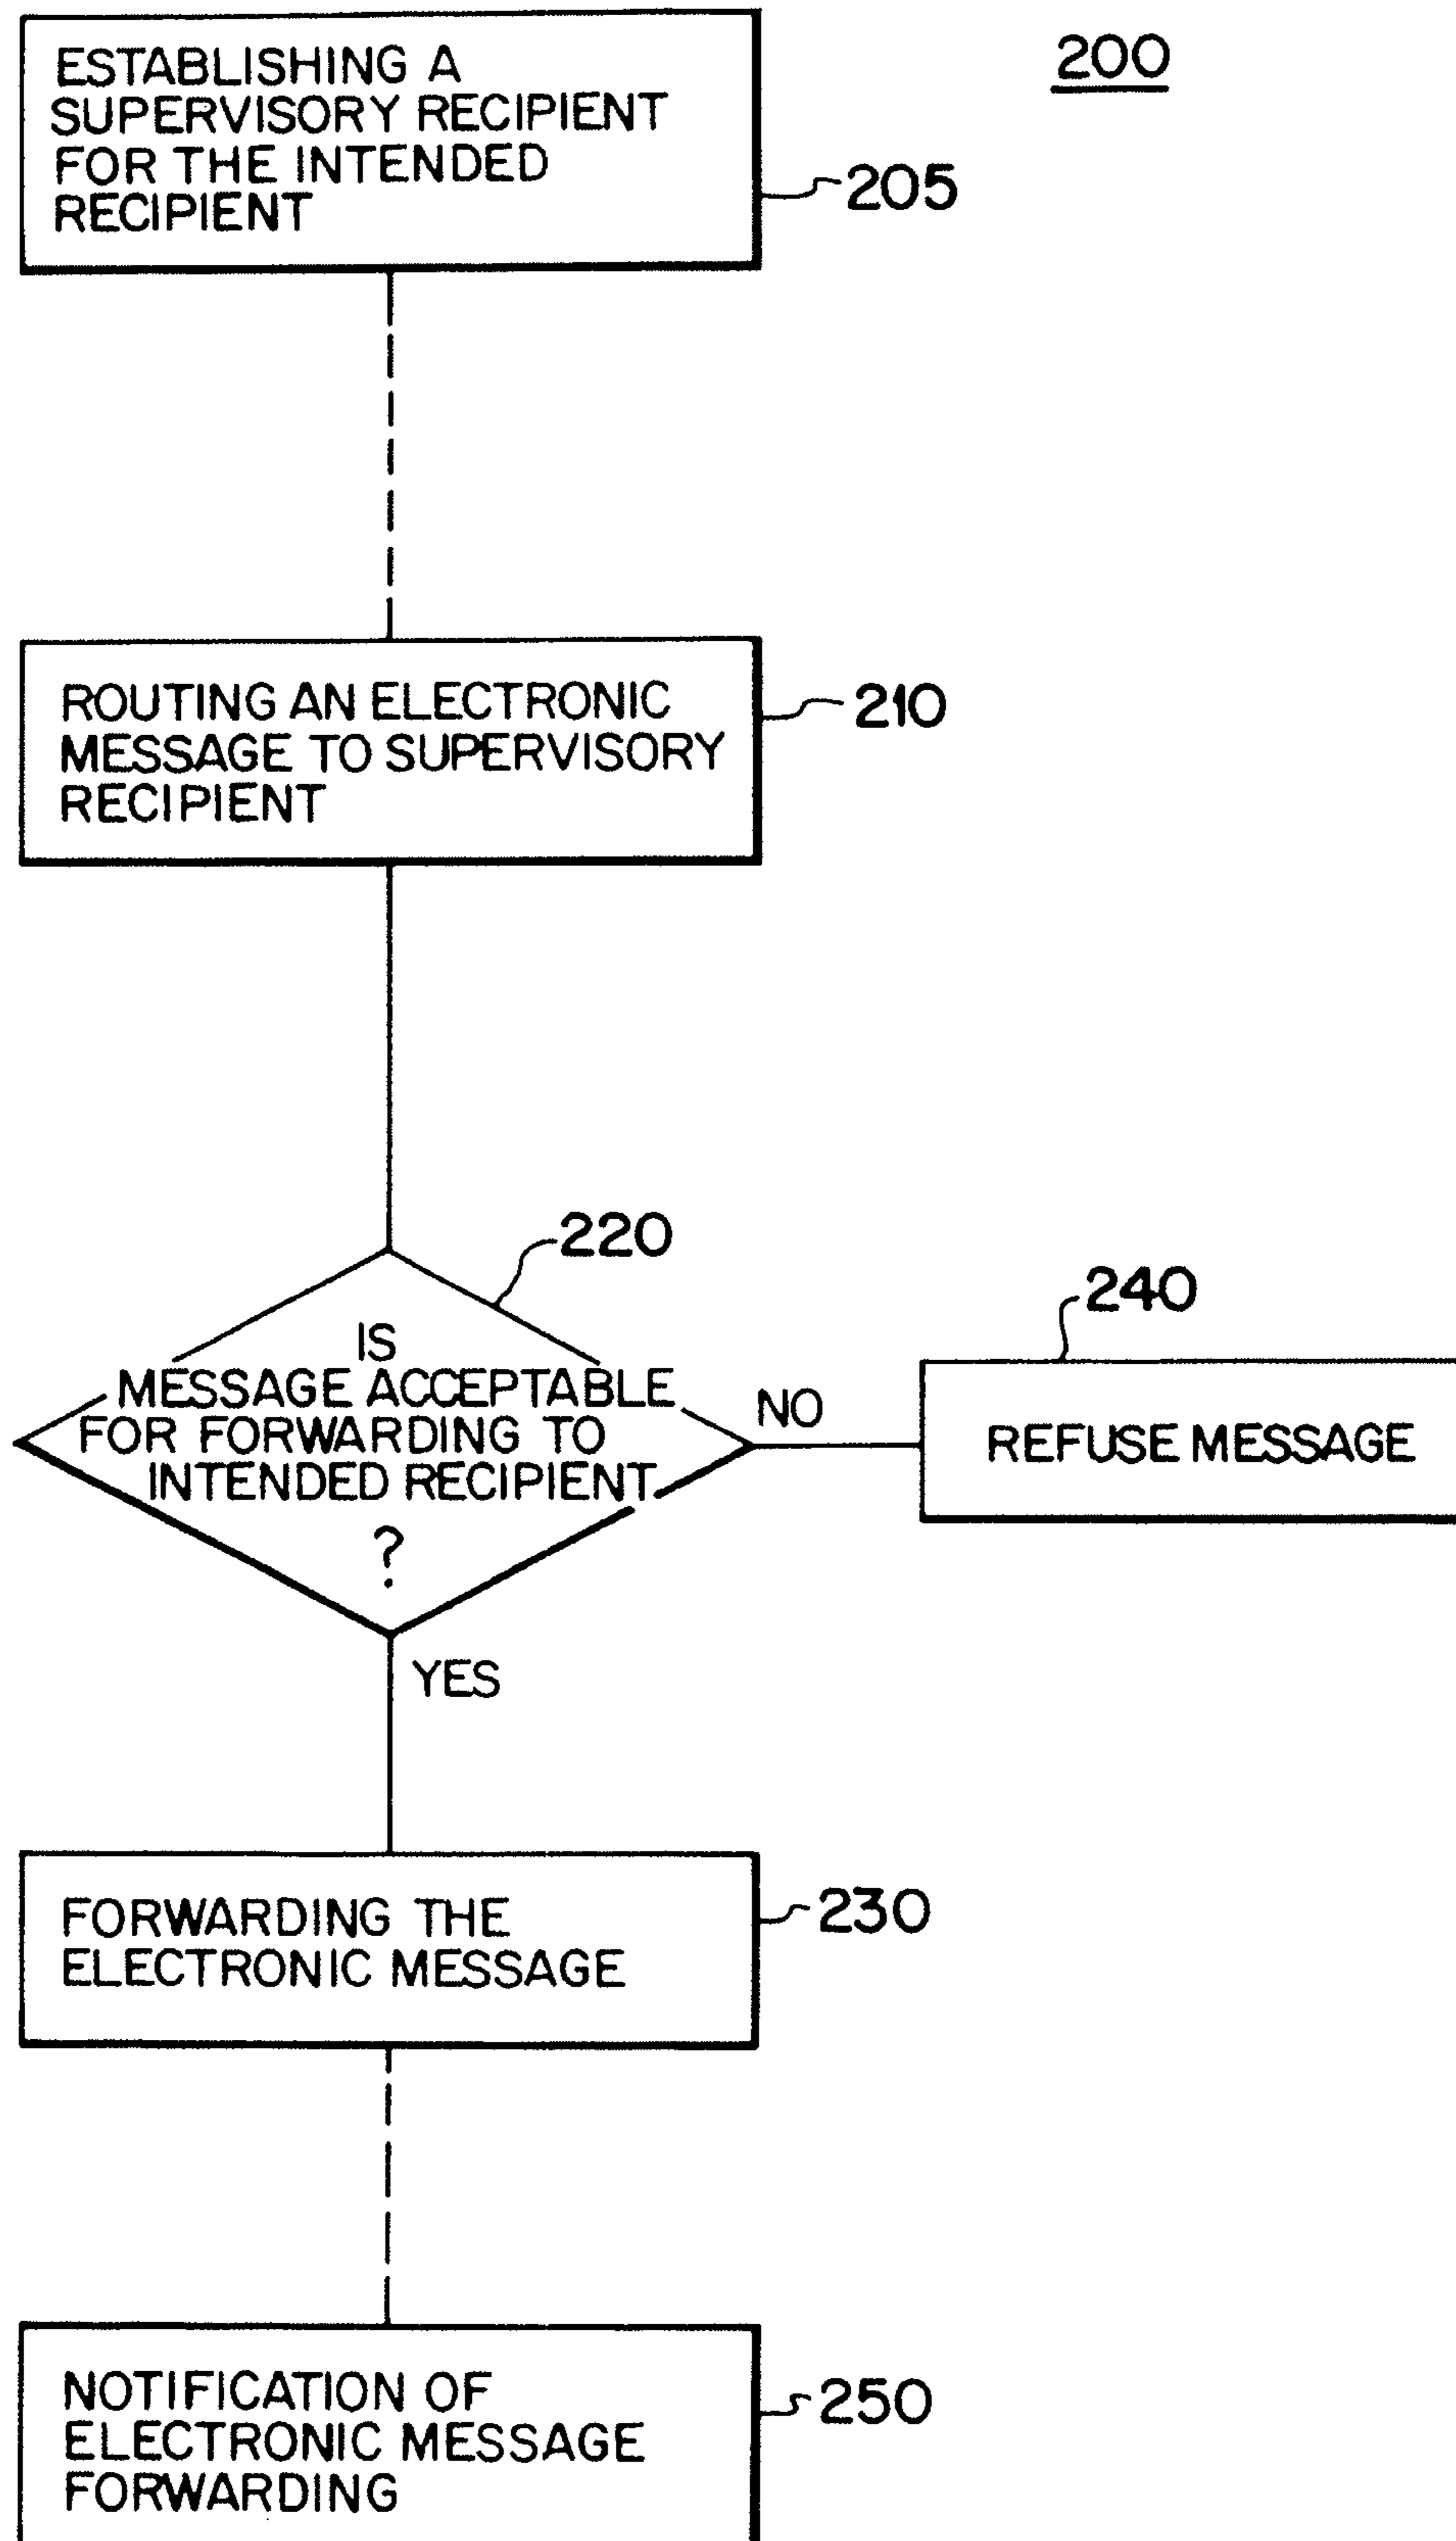 200
ESTABLISHING A
SUPERVISORY RECIPIENT
FOR THE INTENDED
RECIPIENT
205
ROUTING AN ELECTRONIC
MESSAGE TO SUPERVISORY
RECIPIENT
210
220
IS
MESSAGE ACCEPTABLE
FOR FORWARDING TO
INTENDED RECIPIENT
?
NO
240
REFUSE MESSAGE
YES
FORWARDING THE
ELECTRONIC MESSAGE
230
NOTIFICATION OF
ELECTRONIC MESSAGE
FORWARDING
250